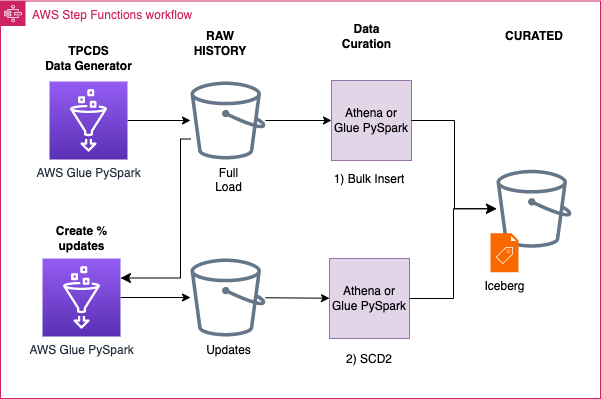 AWS Step Functions workflow
TPCDS
Data Generator
RAW
HISTORY
Data
Curation
CURATED
AWS Glue PySpark
Full
Load
Athena or
Glue PySpark
1) Bulk Insert
Iceberg
Create %
updates
AWS Glue PySpark
Updates
Athena or
Glue PySpark
2) SCD2